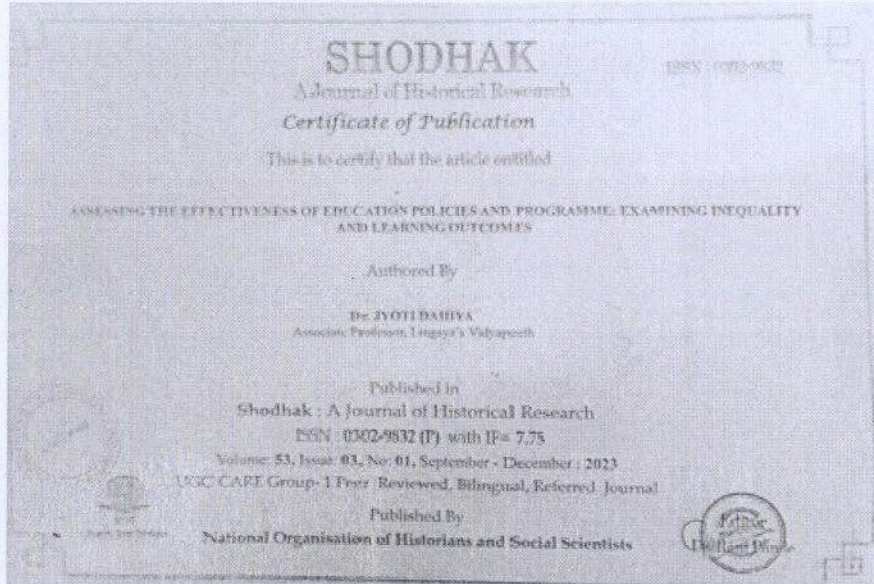 SHODHAK
ISSN : 0302-9832
A Journal of Historical Research
Certificate of Publication
This is to certify that the article entitled
ASSESSING THE EFFECTIVENESS OF EDUCATION POLICIES AND PROGRAMME: EXAMINING INEQUALITY
AND LEARNING OUTCOMES
Authored By
Dr. JYOTI DAHIYA
Associate Professor, Lingaya's Vidyapeeth
Published in
Shodhak : A Journal of Historical Research
ISSN : 0302-9832 (P) with IF= 7.75
Volume: 53, Issue: 03, No: 01, September - December : 2023
UGC CARE Group- 1 Peer Reviewed, Bilingual, Referred Journal
Published By
National Organisation of Historians and Social Scientists